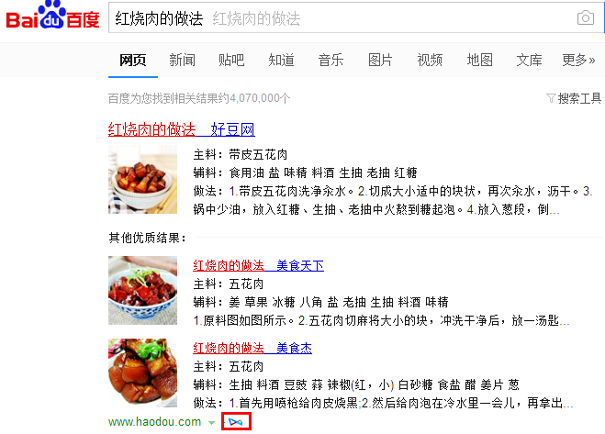 Baidu百度 红烧肉的做法 红烧肉的做法
网页 新闻 贴吧 知道 音乐 图片 视频 地图 文库 更多»
百度为您找到相关结果约4,070,000个 搜索工具
红烧肉的做法 好豆网
主料：带皮五花肉
辅料：食用油 盐 味精 料酒 生抽 老抽 红糖
做法：1.带皮五花肉洗净汆水。2.切成大小适中的块状，再次汆水，沥干。3.
锅中少油，放入红糖、生抽、老抽中火熬到糖起泡。4.放入葱段，倒...
其他优质结果：
红烧肉的做法 美食天下
主料：五花肉
辅料：姜 草果 冰糖 八角 盐 老抽 生抽 料酒 味精
1.原料图如图所示。2.五花肉切麻将大小的块，冲洗干净后，放一汤匙...
红烧肉的做法 美食杰
主料：五花肉
辅料：生抽 料酒 豆豉 蒜 辣椒(红，小) 白砂糖 食盐 醋 姜片 葱
做法：1.首先用喷枪给肉皮烧黑;2.然后给肉泡在冷水里一会儿，再拿出...
www.haodou.com